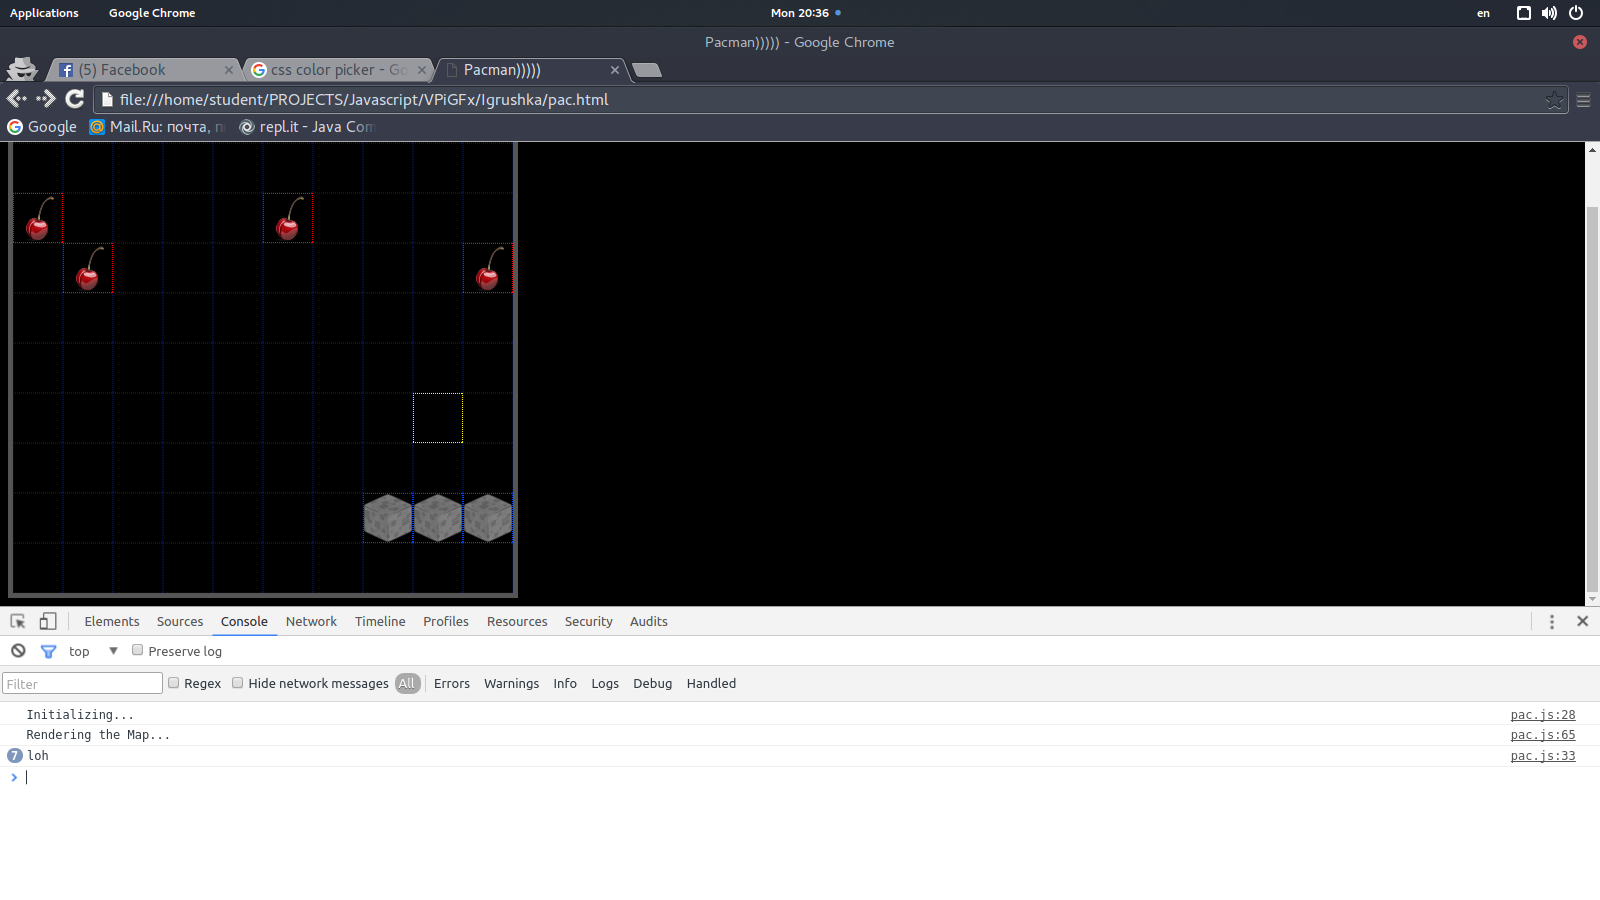 Applications Google Chrome Mon 20:36 en
Pacman))))) - Google Chrome
(5) Facebook css color picker - Go Pacman)))))
file:///home/student/PROJECTS/Javascript/VPiGFx/Igrushka/pac.html
Google Mail.Ru: почта, repl.it - Java Com
Elements Sources Console Network Timeline Profiles Resources Security Audits
top Preserve log
Filter Regex Hide network messages All Errors Warnings Info Logs Debug Handled
Initializing... pac.js:28
Rendering the Map... pac.js:65
7 loh pac.js:33